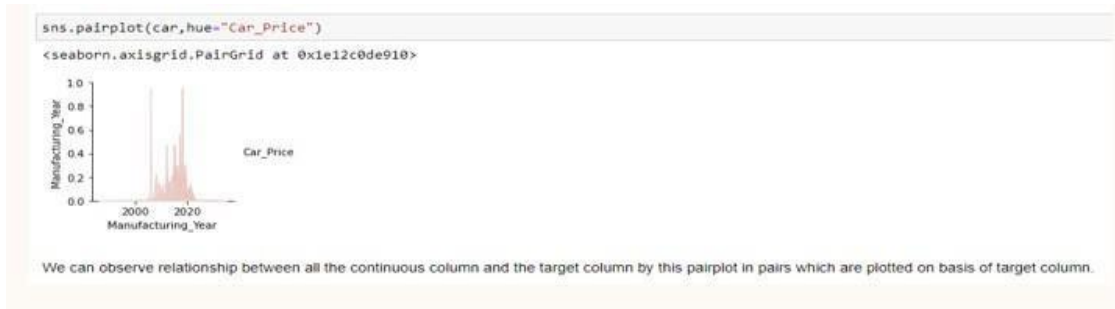 sns.pairplot(car,hue="Car_Price")
<seaborn.axisgrid.PairGrid at 0x1e12c0de910>
1.0
0.8
0.6
0.4
0.2
0.0
Manufacturing_Year
Car_Price
2000 2020
Manufacturing_Year
We can observe relationship between all the continuous column and the target column by this pairplot in pairs which are plotted on basis of target column.